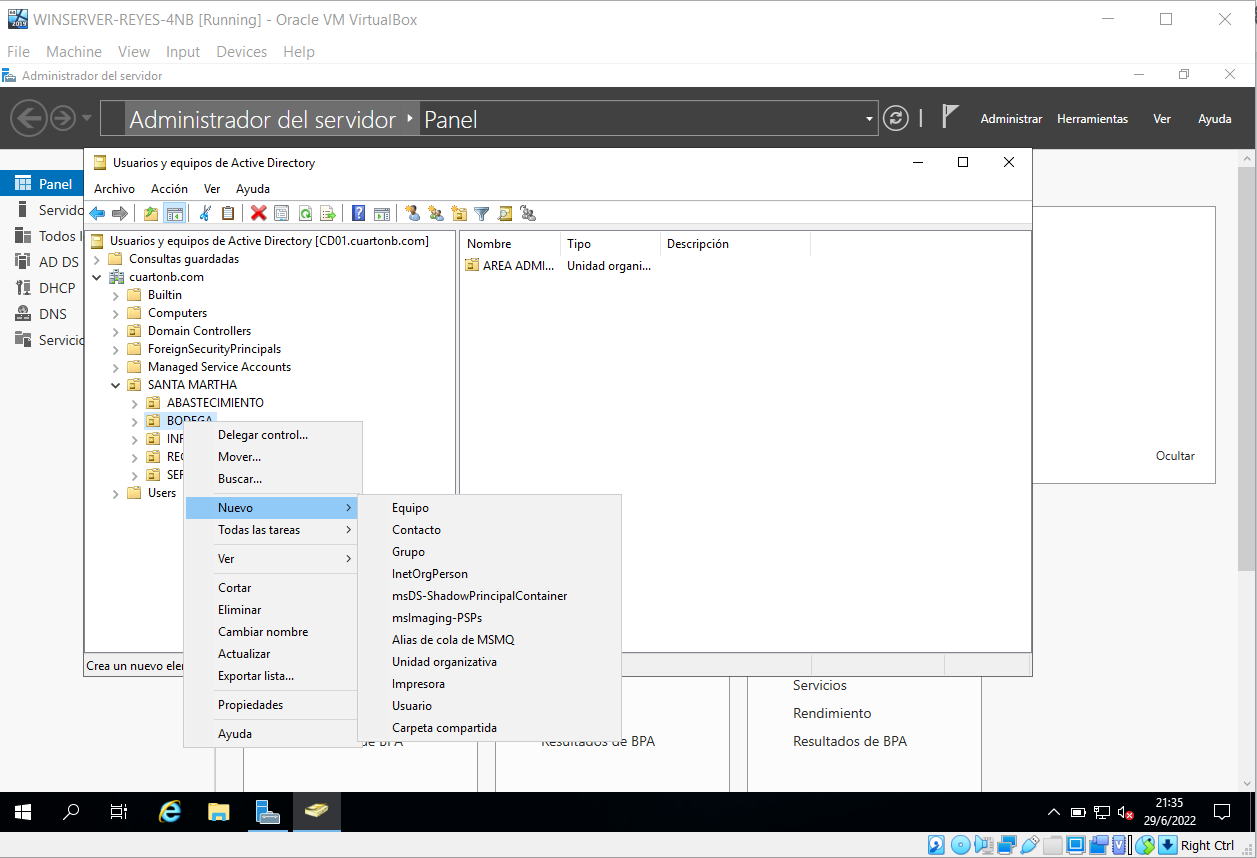 WINSERVER-REYES-4NB [Running] - Oracle VM VirtualBox
File Machine View Input Devices Help
Administrador del servidor
Administrador del servidor Panel
Administrar Herramientas Ver Ayuda
Usuarios y equipos de Active Directory
Archivo Acción Ver Ayuda
Panel
Servido
Todos l
AD DS
DHCP
DNS
Servicio
Usuarios y equipos de Active Directory [CD01.cuartonb.com]
Consultas guardadas
cuartonb.com
Builtin
Computers
Domain Controllers
ForeignSecurityPrincipals
Managed Service Accounts
SANTA MARTHA
ABASTECIMIENTO
BODEGA
INF
REC
SER
Users
Nombre Tipo Descripción
AREA ADMI... Unidad organi...
Delegar control...
Mover...
Buscar...
Nuevo
Todas las tareas
Ver
Cortar
Eliminar
Cambiar nombre
Actualizar
Exportar lista...
Propiedades
Ayuda
Equipo
Contacto
Grupo
InetOrgPerson
msDS-ShadowPrincipalContainer
msImaging-PSPs
Alias de cola de MSMQ
Unidad organizativa
Impresora
Usuario
Carpeta compartida
Crea un nuevo ele
Ocultar
de BPA
Resultados de BPA
Servicios
Rendimiento
Resultados de BPA
21:35
29/6/2022
Right Ctrl